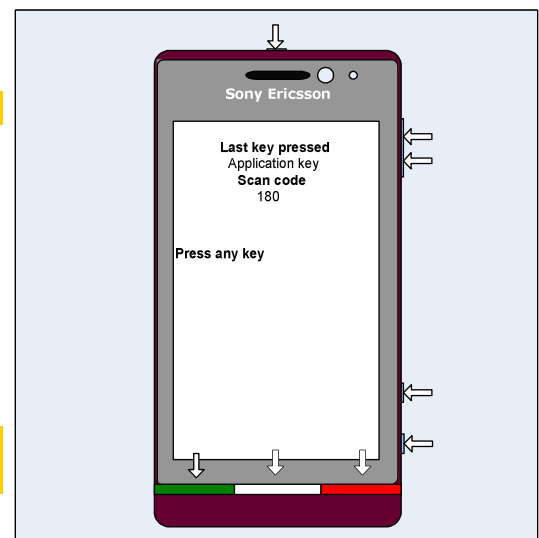 Sony Ericsson
Last key pressed
Application key
Scan code
180
Press any key